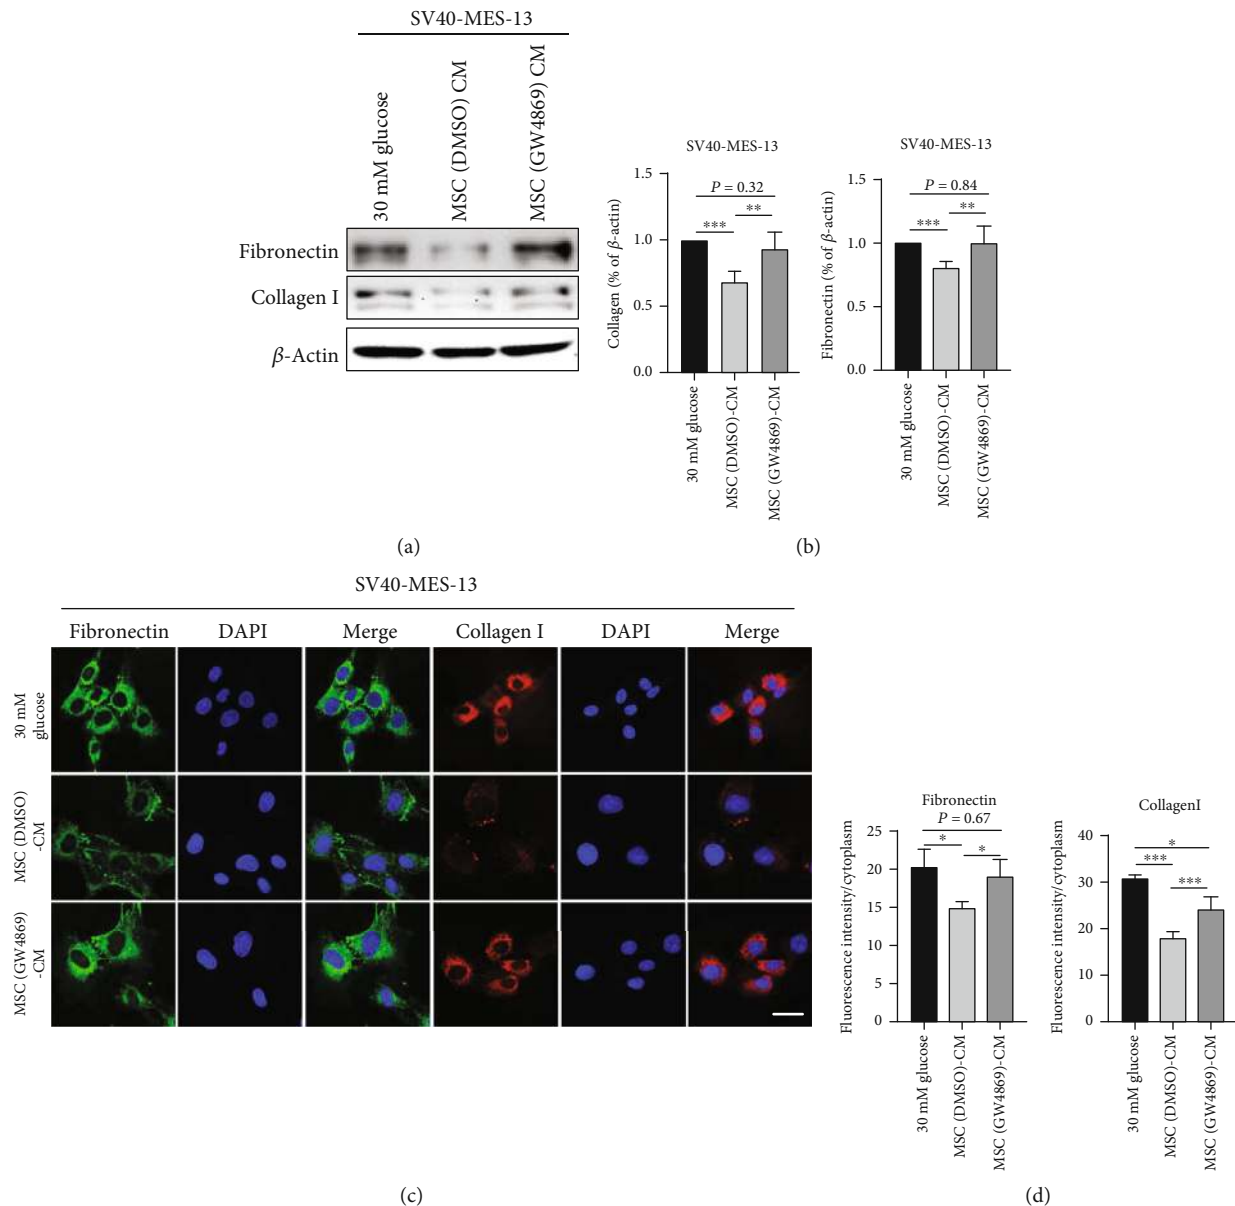 SV40-MES-13
30 mM glucose
MSC (DMSO) CM
MSC (GW4869) CM
Fibronectin
Collagen I
β-Actin
(a)
SV40-MES-13
Collagen (% of β-actin)
1.5
1.0
0.5
0.0
P = 0.32
***
**
30 mM glucose
MSC (DMSO)-CM
MSC (GW4869)-CM
SV40-MES-13
Fibronectin (% of β-actin)
1.5
1.0
0.5
0.0
P = 0.84
***
**
30 mM glucose
MSC (DMSO)-CM
MSC (GW4869)-CM
(b)
SV40-MES-13
Fibronectin DAPI Merge Collagen I DAPI Merge
30 mM
glucose
MSC (DMSO)
-CM
MSC (GW4869)
-CM
(c)
Fibronectin
P = 0.67
*
*
Fluorescence intensity/cytoplasm
25
20
15
10
5
0
30 mM glucose
MSC (DMSO)-CM
MSC (GW4869)-CM
CollagenI
*
***
***
Fluorescence intensity/cytoplasm
40
30
20
10
0
30 mM glucose
MSC (DMSO)-CM
MSC (GW4869)-CM
(d)